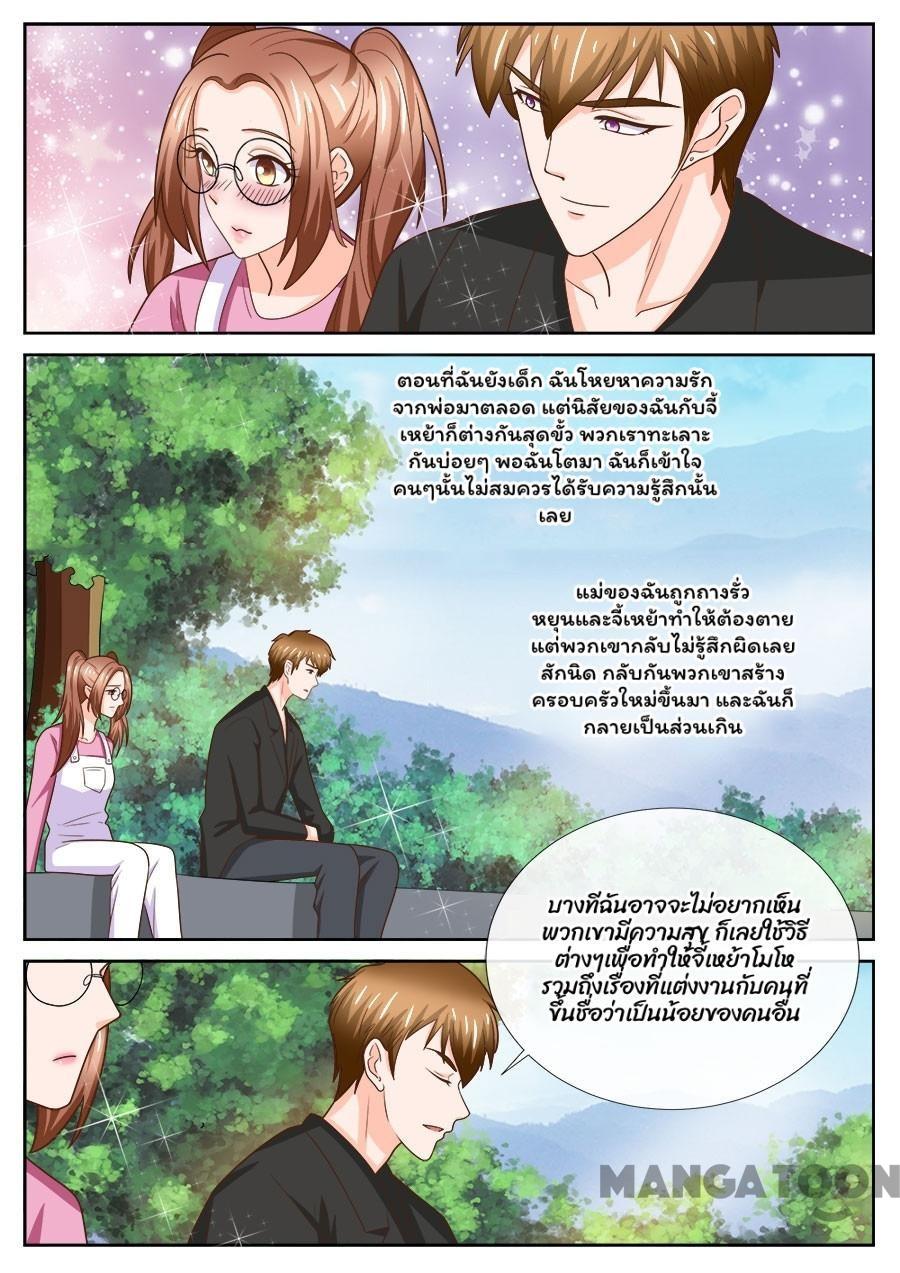 ตอนที่ฉันยังเด็ก ฉันโหยหาความรัก
จากพ่อมาตลอด แต่นิสัยของฉันกับจี้
เหย้าก็ต่างกันสุดขั้ว พวกเราทะเลาะ
กันบ่อยๆ พอฉันโตมา ฉันก็เข้าใจ
คนๆนั้นไม่สมควรได้รับความรู้สึกนั้น
เลย
แม่ของฉันถูกถางรั่ว
หยุนและจี้เหย้าทำให้ต้องตาย
แต่พวกเขากลับไม่รู้สึกผิดเลย
สักนิด กลับกันพวกเขาสร้าง
ครอบครัวใหม่ขึ้นมา และฉันก็
กลายเป็นส่วนเกิน
บางทีฉันอาจจะไม่อยากเห็น
พวกเขามีความสุข ก็เลยใช้วิธี
ต่างๆเพื่อทำให้จี้เหย้าโมโห
รวมถึงเรื่องที่แต่งงานกับคนที่
ขึ้นชื่อว่าเป็นน้อยของคนอื่น
MANGATOON